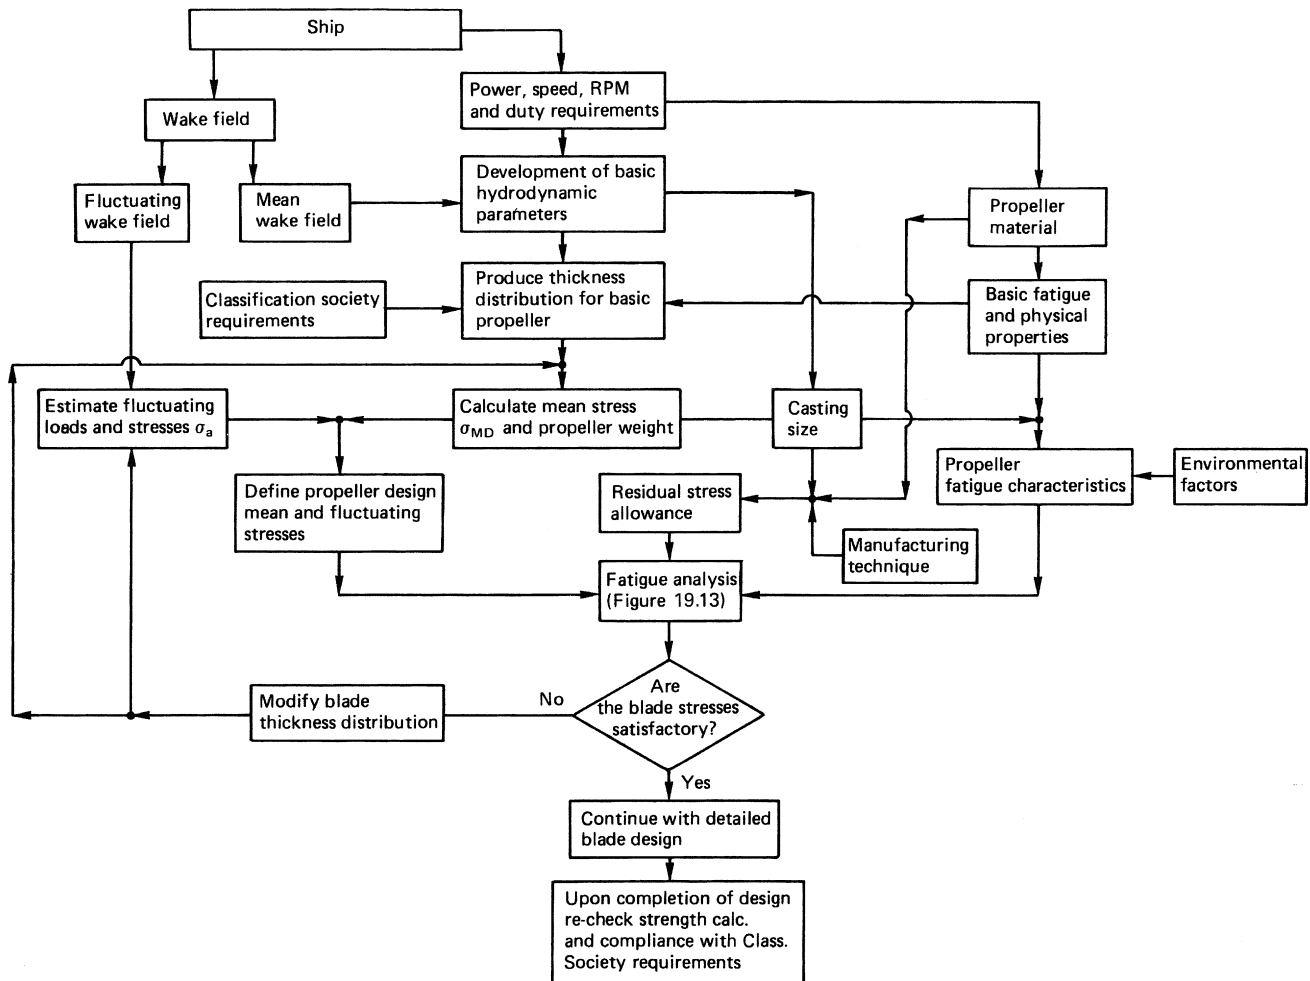 Ship
Power, speed, RPM
and duty requirements
Wake field
Fluctuating
wake field
Mean
wake field
Development of basic
hydrodynamic
parameters
Propeller
material
Classification society
requirements
Produce thickness
distribution for basic
propeller
Basic fatigue
and physical
properties
Estimate fluctuating
loads and stresses σa
Calculate mean stress
σMD and propeller weight
Casting
size
Define propeller design
mean and fluctuating
stresses
Residual stress
allowance
Propeller
fatigue characteristics
Environmental
factors
Manufacturing
technique
Fatigue analysis
(Figure 19.13)
Modify blade
thickness distribution
No
Are
the blade stresses
satisfactory?
Yes
Continue with detailed
blade design
Upon completion of design
re-check strength calc.
and compliance with Class.
Society requirements